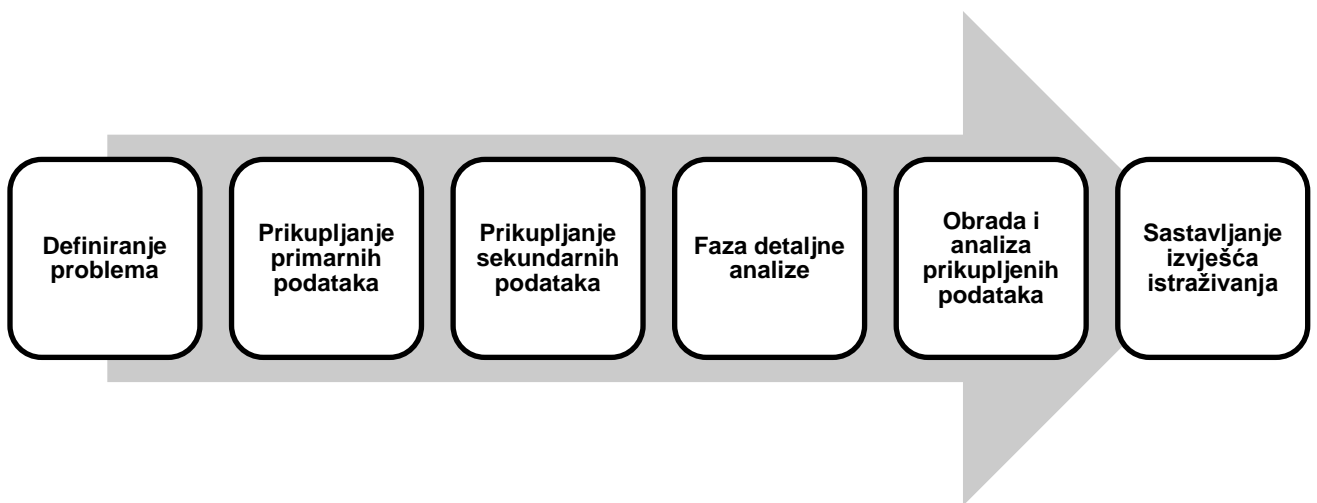 Definiranje
problema
Prikupljanje
primarnih
podataka
Prikupljanje
sekundarnih
podataka
Faza detaljne
analize
Obrada i
analiza
prikupljenih
podataka
Sastavljanje
izvješća
istraživanja